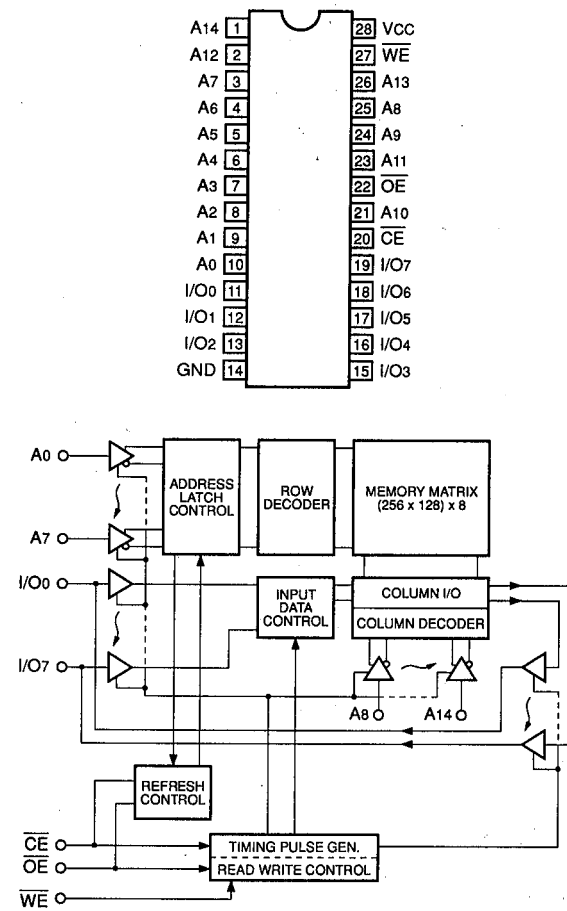 A14 1 28 VCC
A12 2 27 WE
A7 3 26 A13
A6 4 25 A8
A5 5 24 A9
A4 6 23 A11
A3 7 22 OE
A2 8 21 A10
A1 9 20 CE
A0 10 19 I/O7
I/O0 11 18 I/O6
I/O1 12 17 I/O5
I/O2 13 16 I/O4
GND 14 15 I/O3
A0
ADDRESS
LATCH
CONTROL
ROW
DECODER
MEMORY MATRIX
(256 x 128) x 8
A7
I/O0
INPUT
DATA
CONTROL
COLUMN I/O
COLUMN DECODER
I/O7
A8 A14
REFRESH
CONTROL
CE
OE
WE
TIMING PULSE GEN.
READ WRITE CONTROL